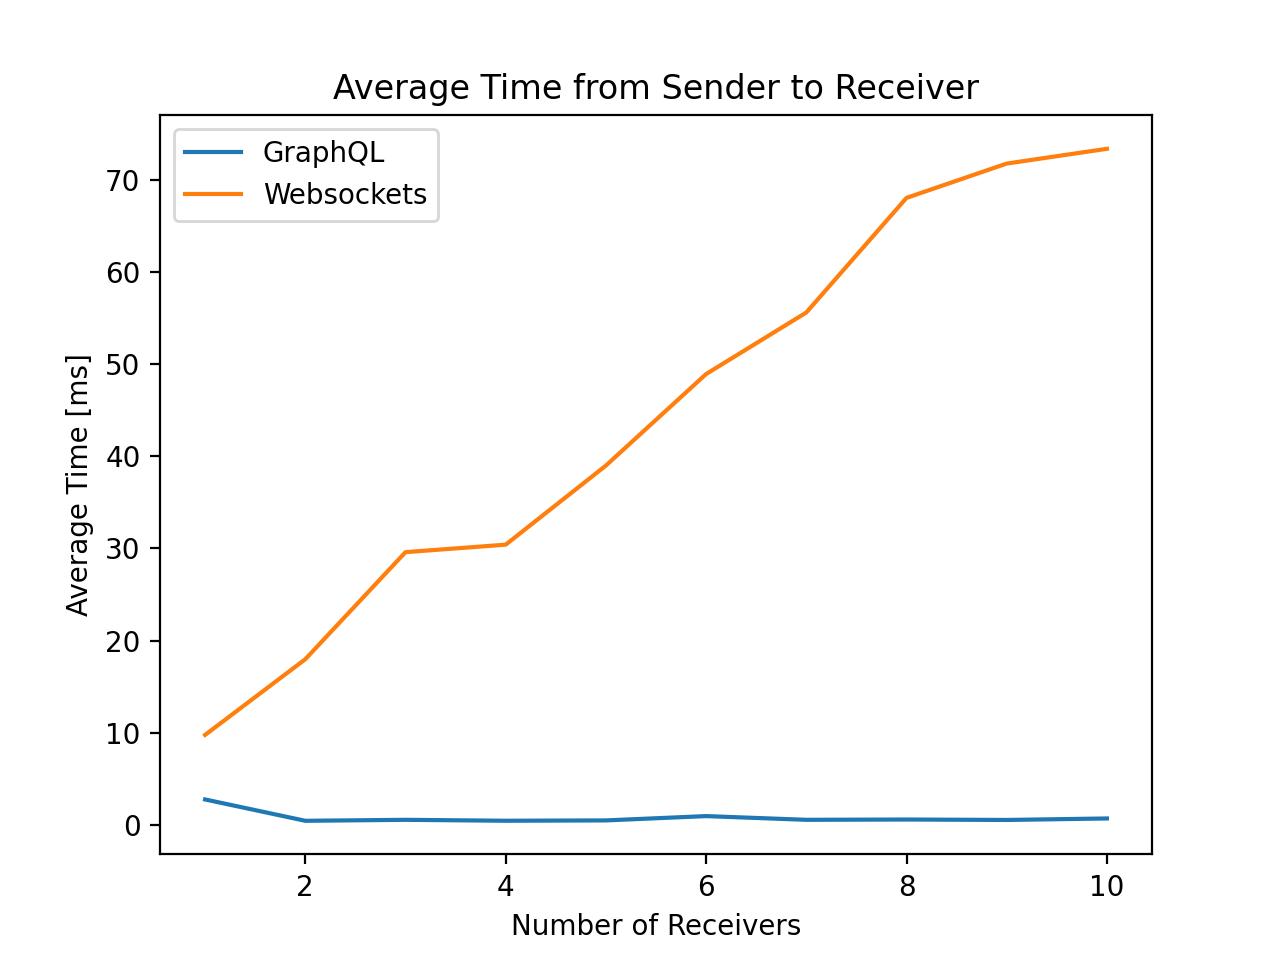 Average Time from Sender to Receiver
GraphQL
Websockets
70
60
50
40
30
20
10
0
Average Time [ms]
2 4 6 8 10
Number of Receivers